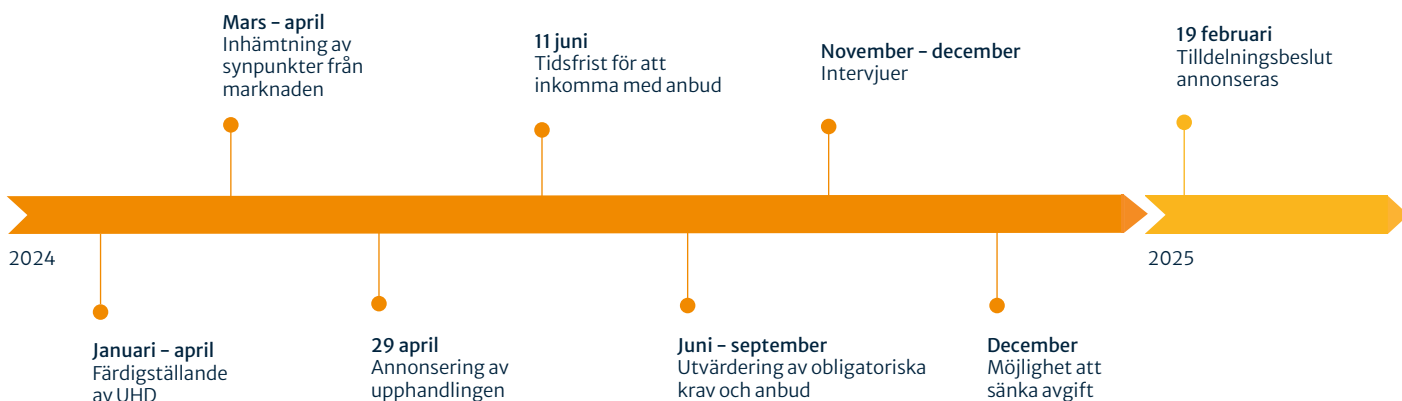 Mars – april
Inhämtning av
synpunkter från
marknaden
11 juni
Tidsfrist för att
inkomma med anbud
November – december
Intervjuer
19 februari
Tilldelningsbeslut
annonseras
2024
2025
Januari – april
Färdigställande
av UHD
29 april
Annonsering av
upphandlingen
Juni – september
Utvärdering av obligatoriska
krav och anbud
December
Möjlighet att
sänka avgift